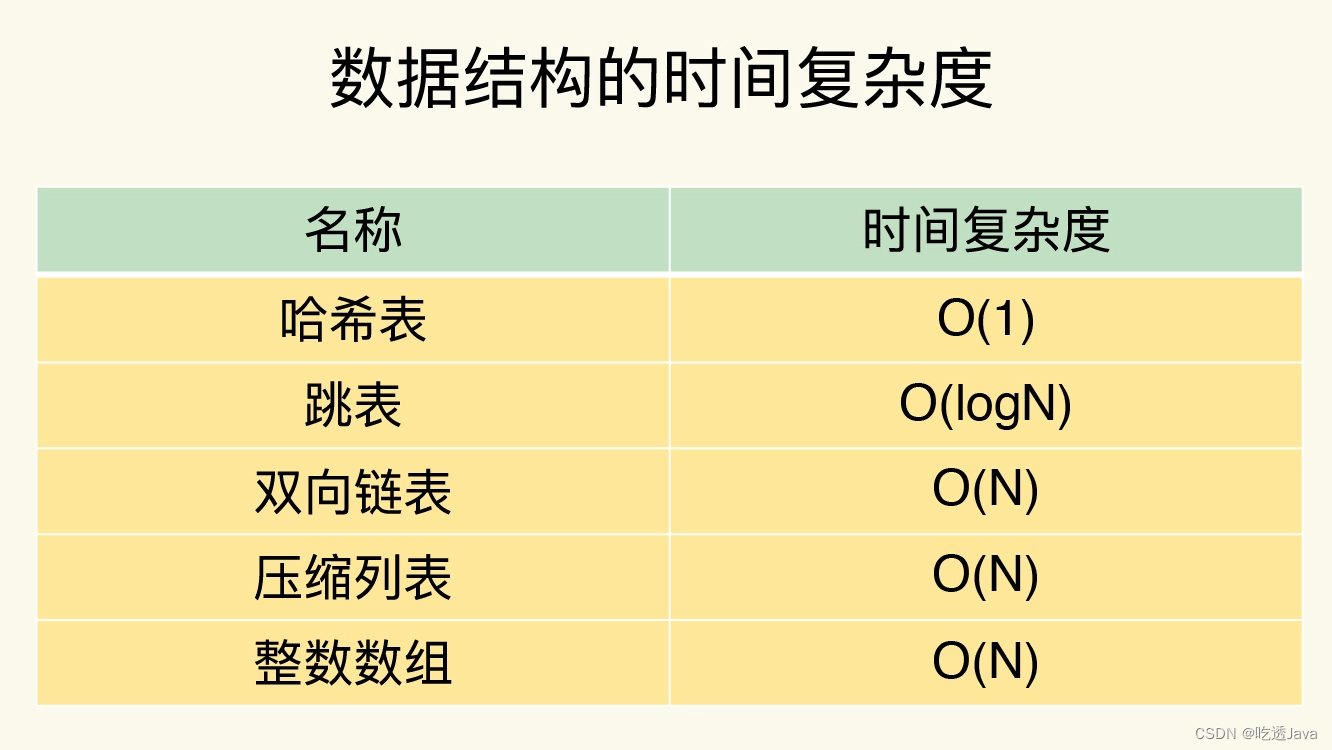 数据结构的时间复杂度
名称 时间复杂度
哈希表 O(1)
跳表 O(logN)
双向链表 O(N)
压缩列表 O(N)
整数数组 O(N)
CSDN @吃透Java